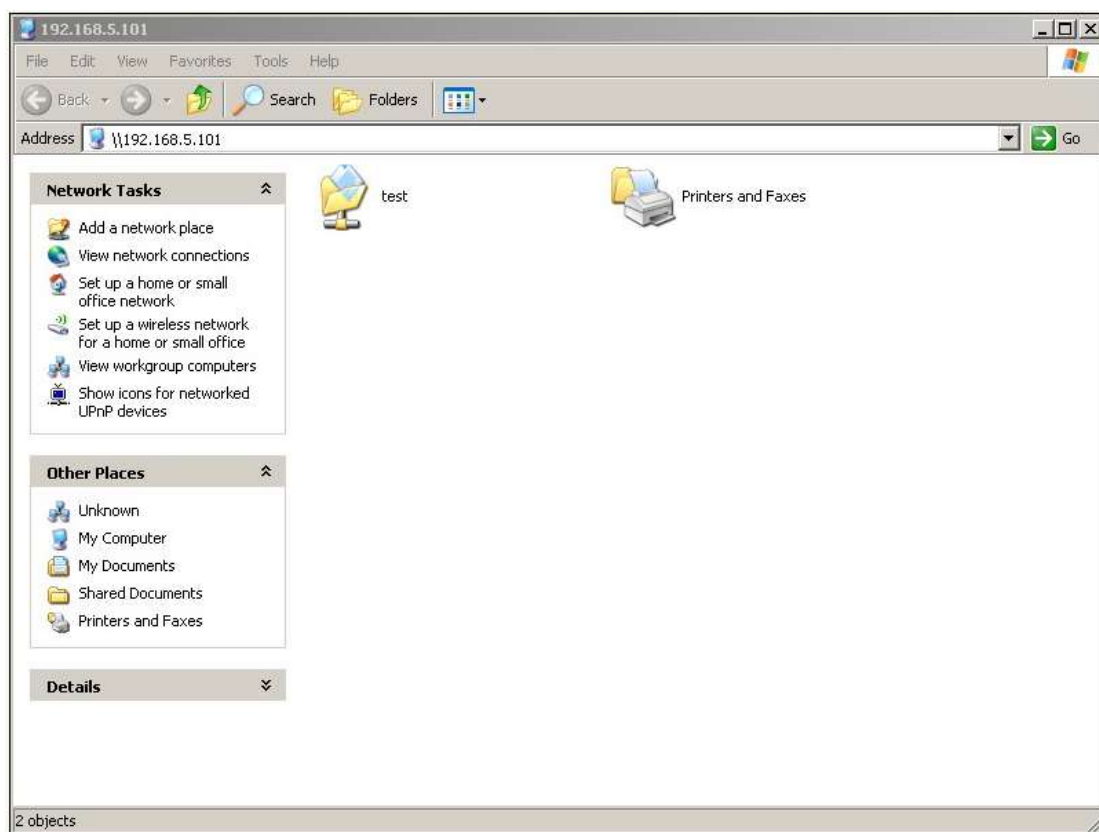 192.168.5.101
File Edit View Favorites Tools Help
Back Search Folders
Address \\192.168.5.101 Go
Network Tasks
Add a network place
View network connections
Set up a home or small
office network
Set up a wireless network
for a home or small office
View workgroup computers
Show icons for networked
UPnP devices
Other Places
Unknown
My Computer
My Documents
Shared Documents
Printers and Faxes
Details
test
Printers and Faxes
2 objects